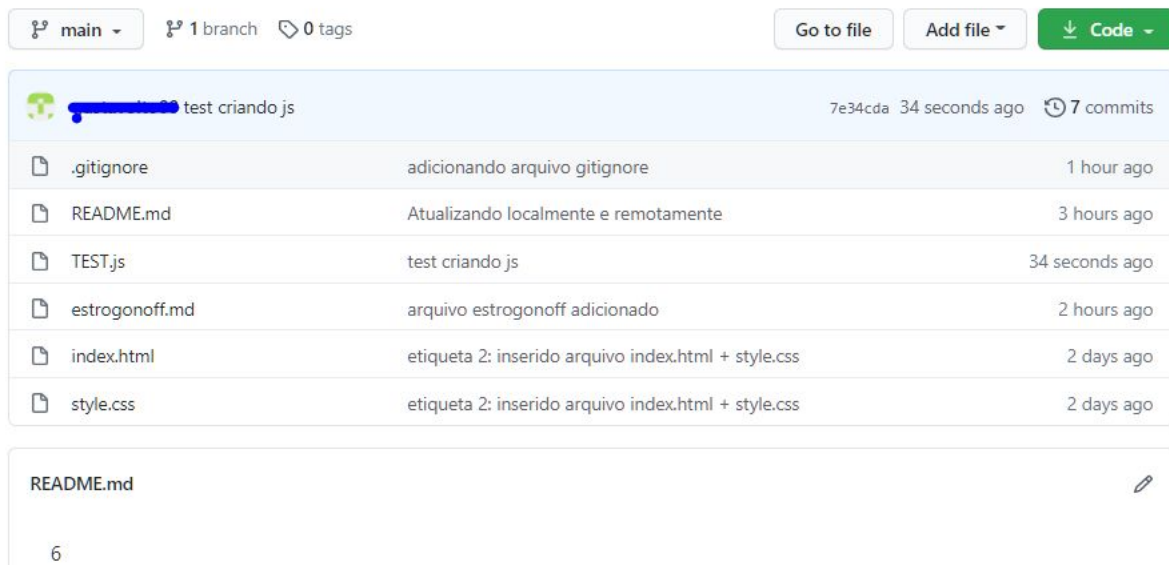 main 1 branch 0 tags Go to file Add file Code
test criando js 7e34cda 34 seconds ago 7 commits
.gitignore adicionando arquivo gitignore 1 hour ago
README.md Atualizando localmente e remotamente 3 hours ago
TEST.js test criando js 34 seconds ago
estrogonoff.md arquivo estrogonoff adicionado 2 hours ago
index.html etiqueta 2: inserido arquivo index.html + style.css 2 days ago
style.css etiqueta 2: inserido arquivo index.html + style.css 2 days ago
README.md
6